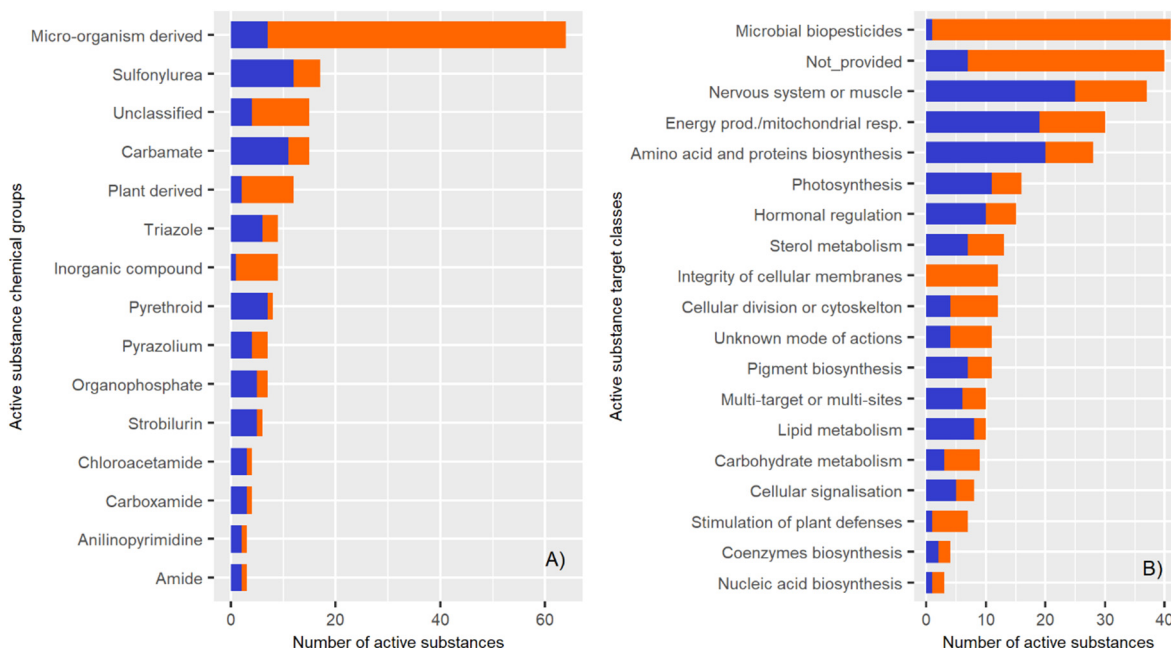 Active substance chemical groups
Micro-organism derived
Sulfonylurea
Unclassified
Carbamate
Plant derived
Triazole
Inorganic compound
Pyrethroid
Pyrazolium
Organophosphate
Strobilurin
Chloroacetamide
Carboxamide
Anilinopyrimidine
Amide
A)
0 20 40 60
Number of active substances
Active substance target classes
0 10 20 30 40
Microbial biopesticides
Not_provided
Nervous system or muscle
Energy prod./mitochondrial resp.
Amino acid and proteins biosynthesis
Photosynthesis
Hormonal regulation
Sterol metabolism
Integrity of cellular membranes
Cellular division or cytoskelton
Unknown mode of actions
Pigment biosynthesis
Multi-target or multi-sites
Lipid metabolism
Carbohydrate metabolism
Cellular signalisation
Stimulation of plant defenses
Coenzymes biosynthesis
Nucleic acid biosynthesis
B)
0 10 20 30 40
Number of active substances